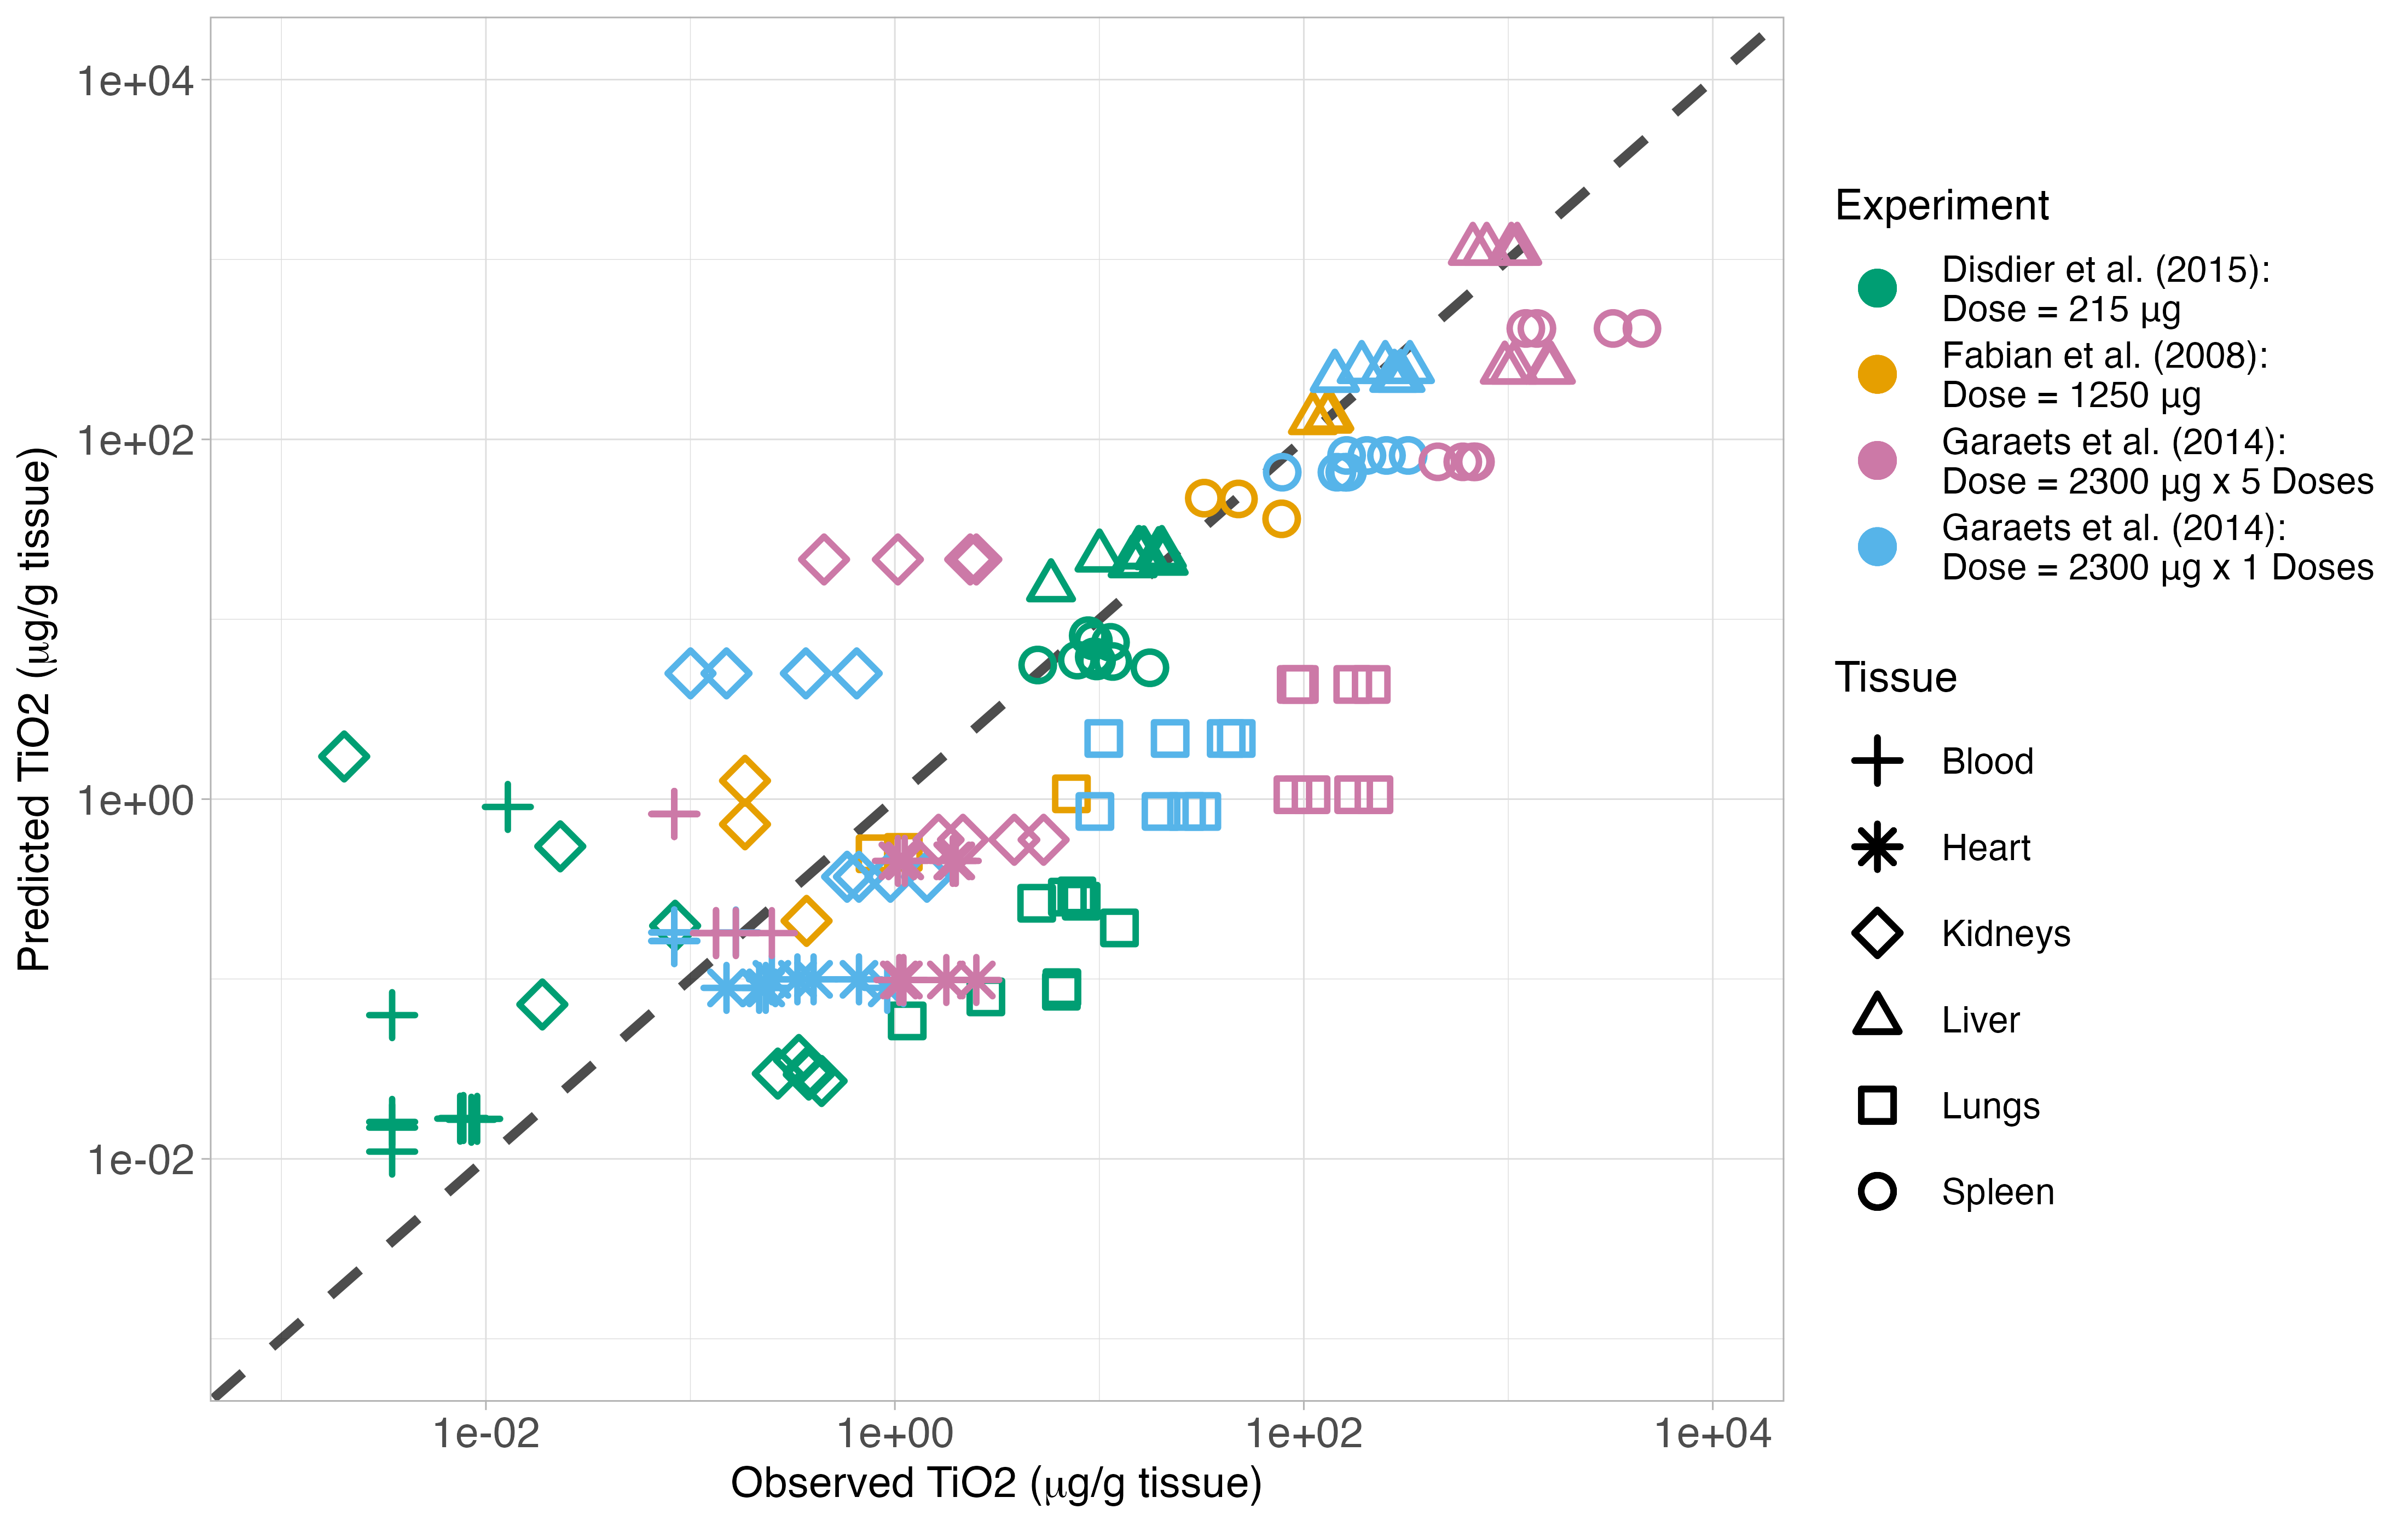 1e+04
1e+02
1e+00
1e-02
Predicted TiO2 (μg/g tissue)
1e-02
1e+00
1e+02
1e+04
Observed TiO2 (μg/g tissue)
Experiment
Disdier et al. (2015):
Dose = 215 μg
Fabian et al. (2008):
Dose = 1250 μg
Garaets et al. (2014):
Dose = 2300 μg x 5 Doses
Garaets et al. (2014):
Dose = 2300 μg x 1 Doses
Tissue
Blood
Heart
Kidneys
Liver
Lungs
Spleen